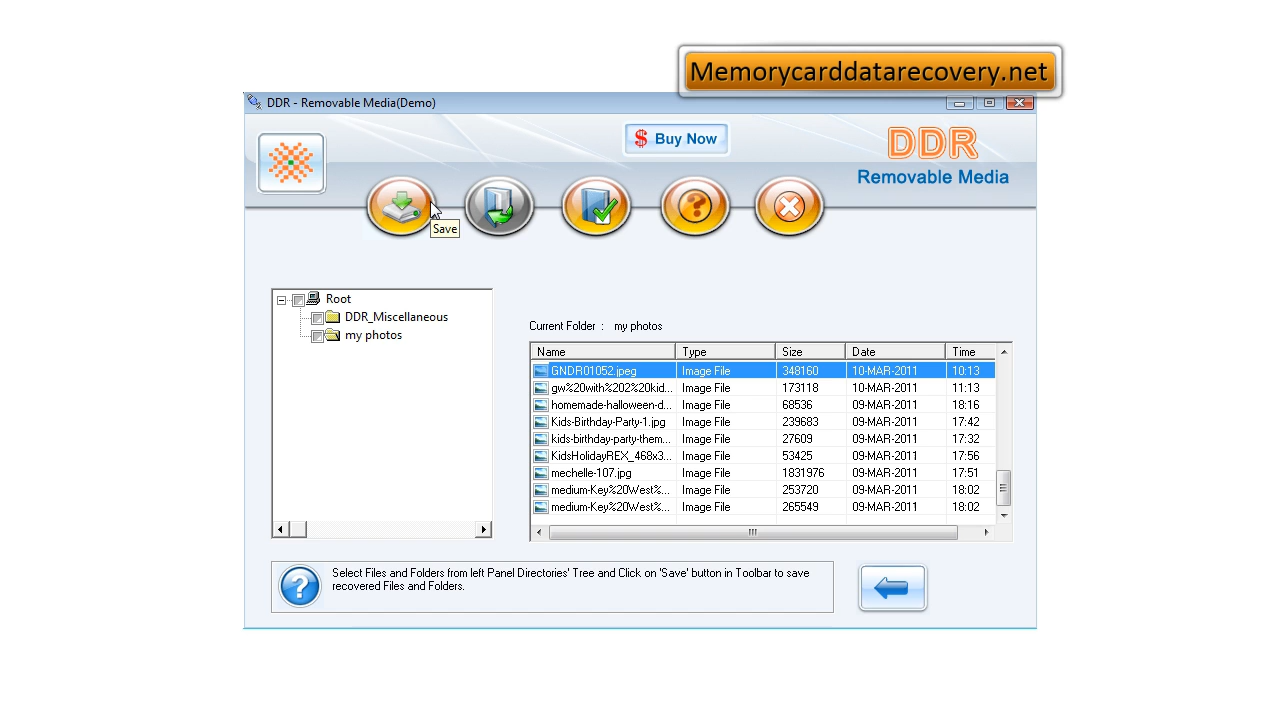 Memorycarddatarecovery.net
DDR - Removable Media(Demo)
$ Buy Now
DDR
Removable Media
Save
Root
DDR_Miscellaneous
my photos
Current Folder : my photos
Name Type Size Date Time
GNDR01052.jpeg Image File 348160 10-MAR-2011 10:13
gw%20with%202%20kid... Image File 173118 10-MAR-2011 11:13
homemade-halloween-d... Image File 68536 09-MAR-2011 18:16
Kids-Birthday-Party-1.jpg Image File 239683 09-MAR-2011 17:42
kids-birthday-party-them... Image File 27609 09-MAR-2011 17:32
KidsHolidayREX_468x3... Image File 53425 09-MAR-2011 17:56
mechelle-107.jpg Image File 1831976 09-MAR-2011 17:51
medium-Key%20West%... Image File 253720 09-MAR-2011 18:02
medium-Key%20West%... Image File 265549 09-MAR-2011 18:02
Select Files and Folders from left Panel Directories' Tree and Click on 'Save' button in Toolbar to save
recovered Files and Folders.